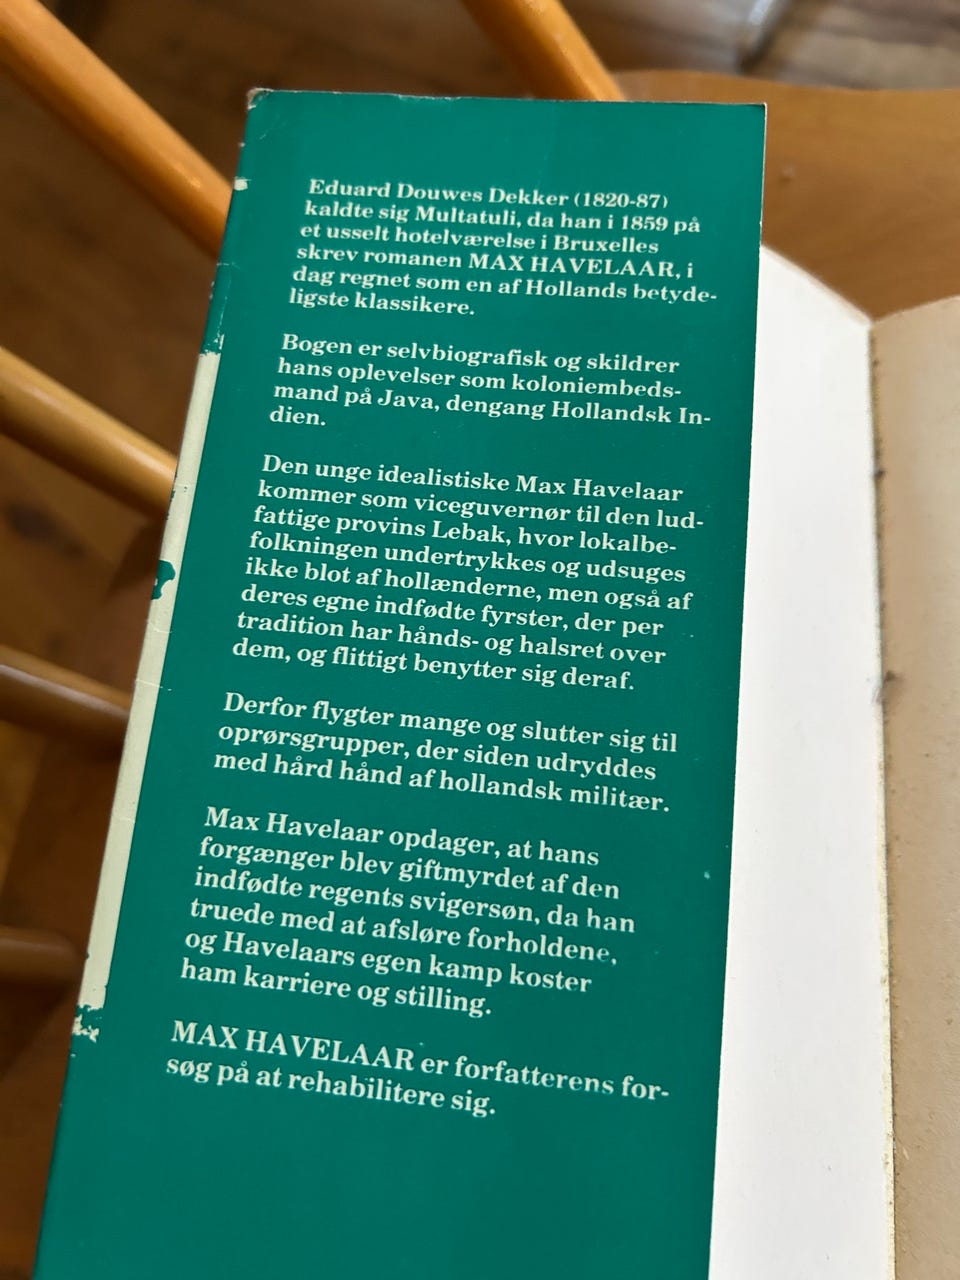 Eduard Douwes Dekker (1820-87)
kaldte sig Multatuli, da han i 1859 på
et usselt hotelværelse i Bruxelles
skrev romanen MAX HAVELAAR, i
dag regnet som en af Hollands betyde-
ligste klassikere.
Bogen er selvbiografisk og skildrer
hans oplevelser som koloniembeds-
mand på Java, dengang Hollandsk In-
dien.
Den unge idealistiske Max Havelaar
kommer som viceguvernør til den lud-
fattige provins Lebak, hvor lokalbe-
folkningen undertrykkes og udsuges
ikke blot af hollænderne, men også af
deres egne indfødte fyrster, der per
tradition har hånds- og halsret over
dem, og flittigt benytter sig deraf.
Derfor flygter mange og slutter sig til
oprørsgrupper, der siden udryddes
med hård hånd af hollandsk militær.
Max Havelaar opdager, at hans
forgænger blev giftmyrdet af den
indfødte regents svigersøn, da han
truede med at afsløre forholdene,
og Havelaars egen kamp koster
ham karriere og stilling.
MAX HAVELAAR er forfatterens for-
søg på at rehabilitere sig.